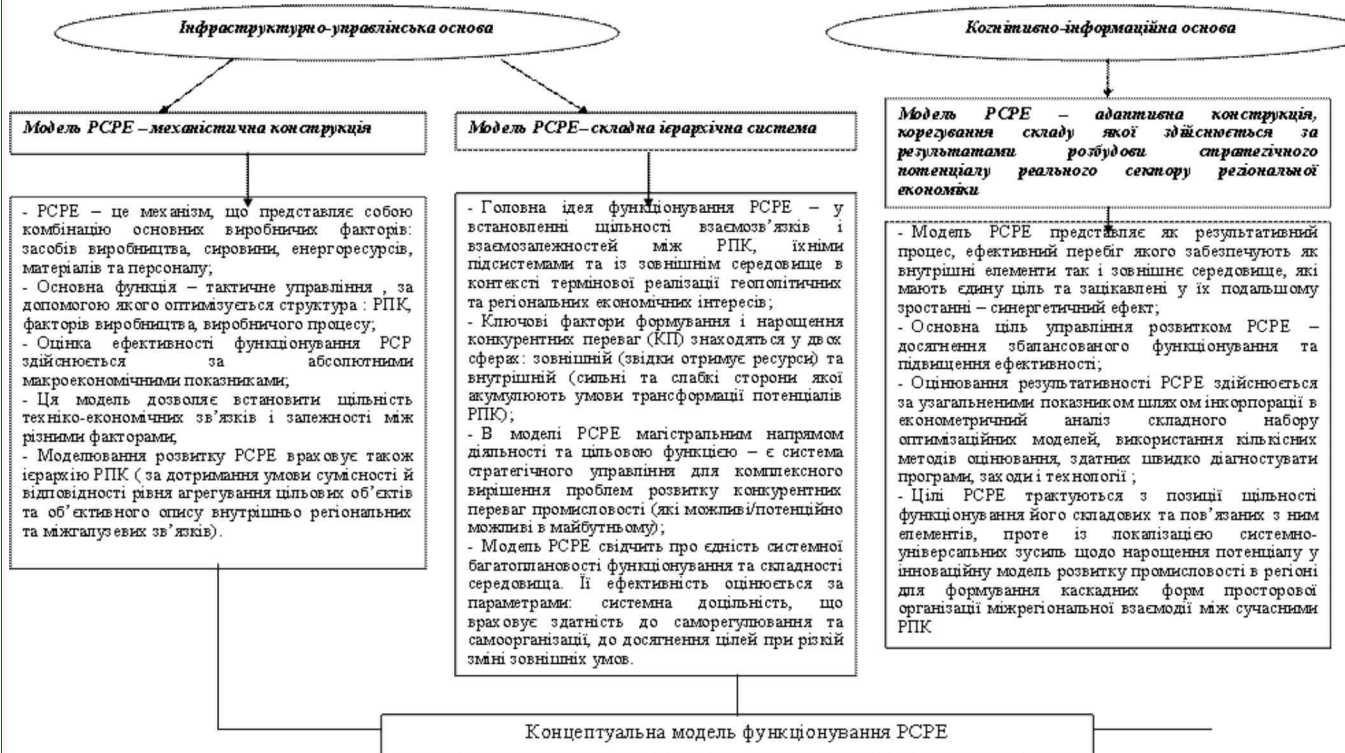 Інфраструктурно-управлінська основа
Когнітивно-інформаційна основа
Модель РСРЕ – механістична конструкція
Модель РСРЕ– складна ієрархічна система
Модель РСРЕ – адаптивна конструкція,
корегування складу якої здійснюється за
результатами розбудови стратегічного
потенціалу реального сектору регіональної
економіки
- РСРЕ – це механізм, що представляє собою
комбінацію основних виробничих факторів:
засобів виробництва, сировини, енергоресурсів,
матеріалів та персоналу;
- Основна функція – тактичне управління , за
допомогою якого оптимізується структура : РПК,
факторів виробництва, виробничого процесу;
- Оцінка ефективності функціонування РСР
здійснюється за абсолютними
макроекономічними показниками;
- Ця модель дозволяє встановити щільність
техніко-економічних зв’язків і залежності між
різними факторами;
- Моделювання розвитку РСРЕ враховує також
ієрархію РПК ( за дотримання умови сумісності й
відповідності рівня агрегування цільових об’єктів
та об’єктивного опису внутрішньо регіональних
та міжгалузевих зв’язків).
- Головна ідея функціонування РСРЕ – у
встановленні щільності взаємозв’язків і
взаємозалежностей між РПК, їхніми
підсистемами та із зовнішнім середовище в
контексті термінової реалізації геополітичних
та регіональних економічних інтересів;
- Ключові фактори формування і нарощення
конкурентних переваг (КП) знаходяться у двох
сферах: зовнішній (звідки отримує ресурси) та
внутрішній (сильні та слабкі сторони якої
акумулюють умови трансформації потенціалів
РПК);
- В моделі РСРЕ магістральним напрямом
діяльності та цільовою функцією – є система
стратегічного управління для комплексного
вирішення проблем розвитку конкурентних
переваг промисловості (які можливі/потенційно
можливі в майбутньому);
- Модель РСРЕ свідчить про єдність системної
багатоплановості функціонування та складності
середовища. Її ефективність оцінюється за
параметрами: системна доцільність, що
враховує здатність до саморегулювання та
самоорганізації, до досягнення цілей при різкій
зміні зовнішніх умов.
- Модель РСРЕ представляє як результативний
процес, ефективний перебіг якого забезпечують як
внутрішні елементи так і зовнішнє середовище, які
мають єдину ціль та зацікавлені у їх подальшому
зростанні – синергетичний ефект;
- Основна ціль управління розвитком РСРЕ –
досягнення збалансованого функціонування та
підвищення ефективності;
- Оцінювання результативності РСРЕ здійснюється
за узагальненими показником шляхом інкорпорації в
економетричний аналіз складного набору
оптимізаційних моделей, використання кількісних
методів оцінювання, здатних швидко діагностувати
програми, заходи і технології ;
- Цілі РСРЕ трактуються з позиції щільності
функціонування його складових та пов’язаних з ним
елементів, проте із локалізацією системно-
універсальних зусиль щодо нарощення потенціалу у
інноваційну модель розвитку промисловості в регіоні
для формування каскадних форм просторової
організації міжрегіональної взаємодії між сучасними
РПК
Концептуальна модель функціонування РСРЕ